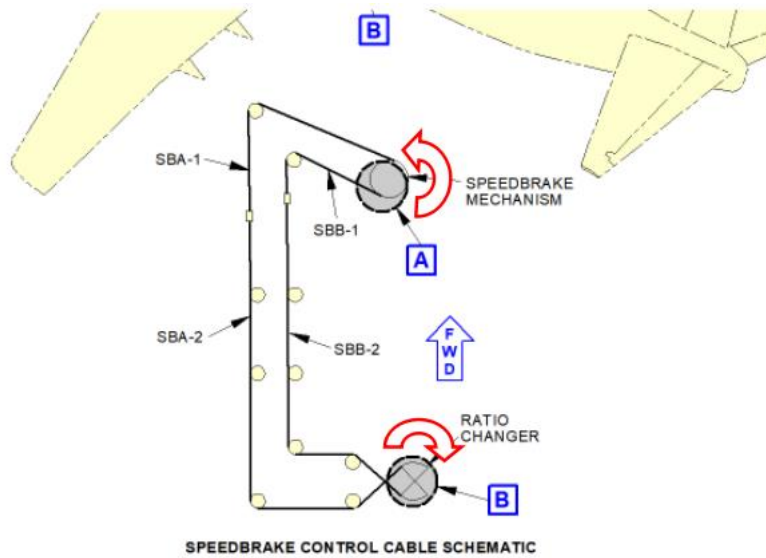 B
SBA-1
SPEEDBRAKE
MECHANISM
SBB-1
A
SBA-2
SBB-2
F
W
D
RATIO
CHANGER
B
SPEEDBRAKE CONTROL CABLE SCHEMATIC